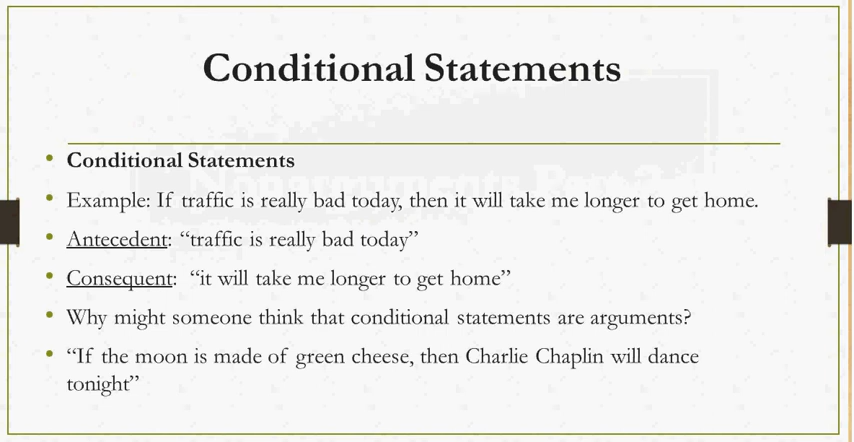 Conditional Statements
Nonarguments Part 2
• Conditional Statements
• Example: If traffic is really bad today, then it will take me longer to get home.
• Antecedent: “traffic is really bad today”
• Consequent: “it will take me longer to get home”
• Why might someone think that conditional statements are arguments?
• “If the moon is made of green cheese, then Charlie Chaplin will dance
tonight”